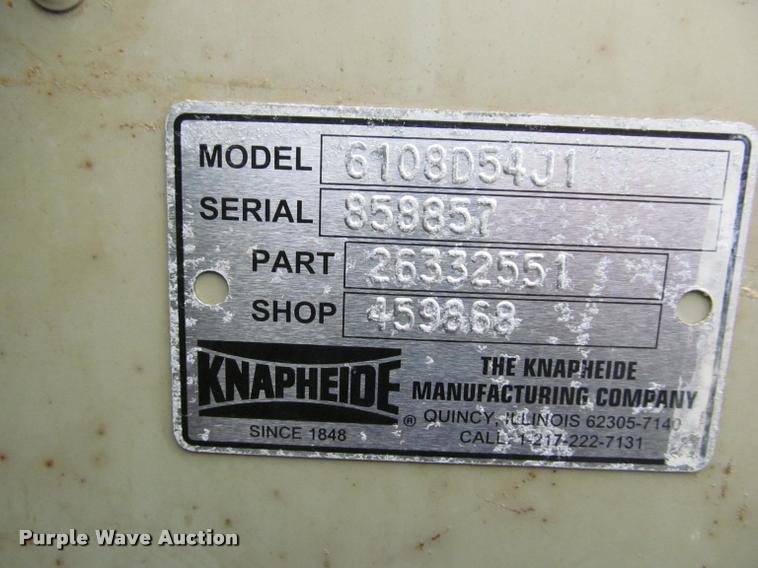 MODEL 6108D54J1
SERIAL 858857
PART 26332551
SHOP 459868
KNAPHEIDE
SINCE 1848
®
THE KNAPHEIDE
MANUFACTURING COMPANY
QUINCY, ILLINOIS 62305-7140
CALL: 1-217-222-7131
Purple Wave Auction